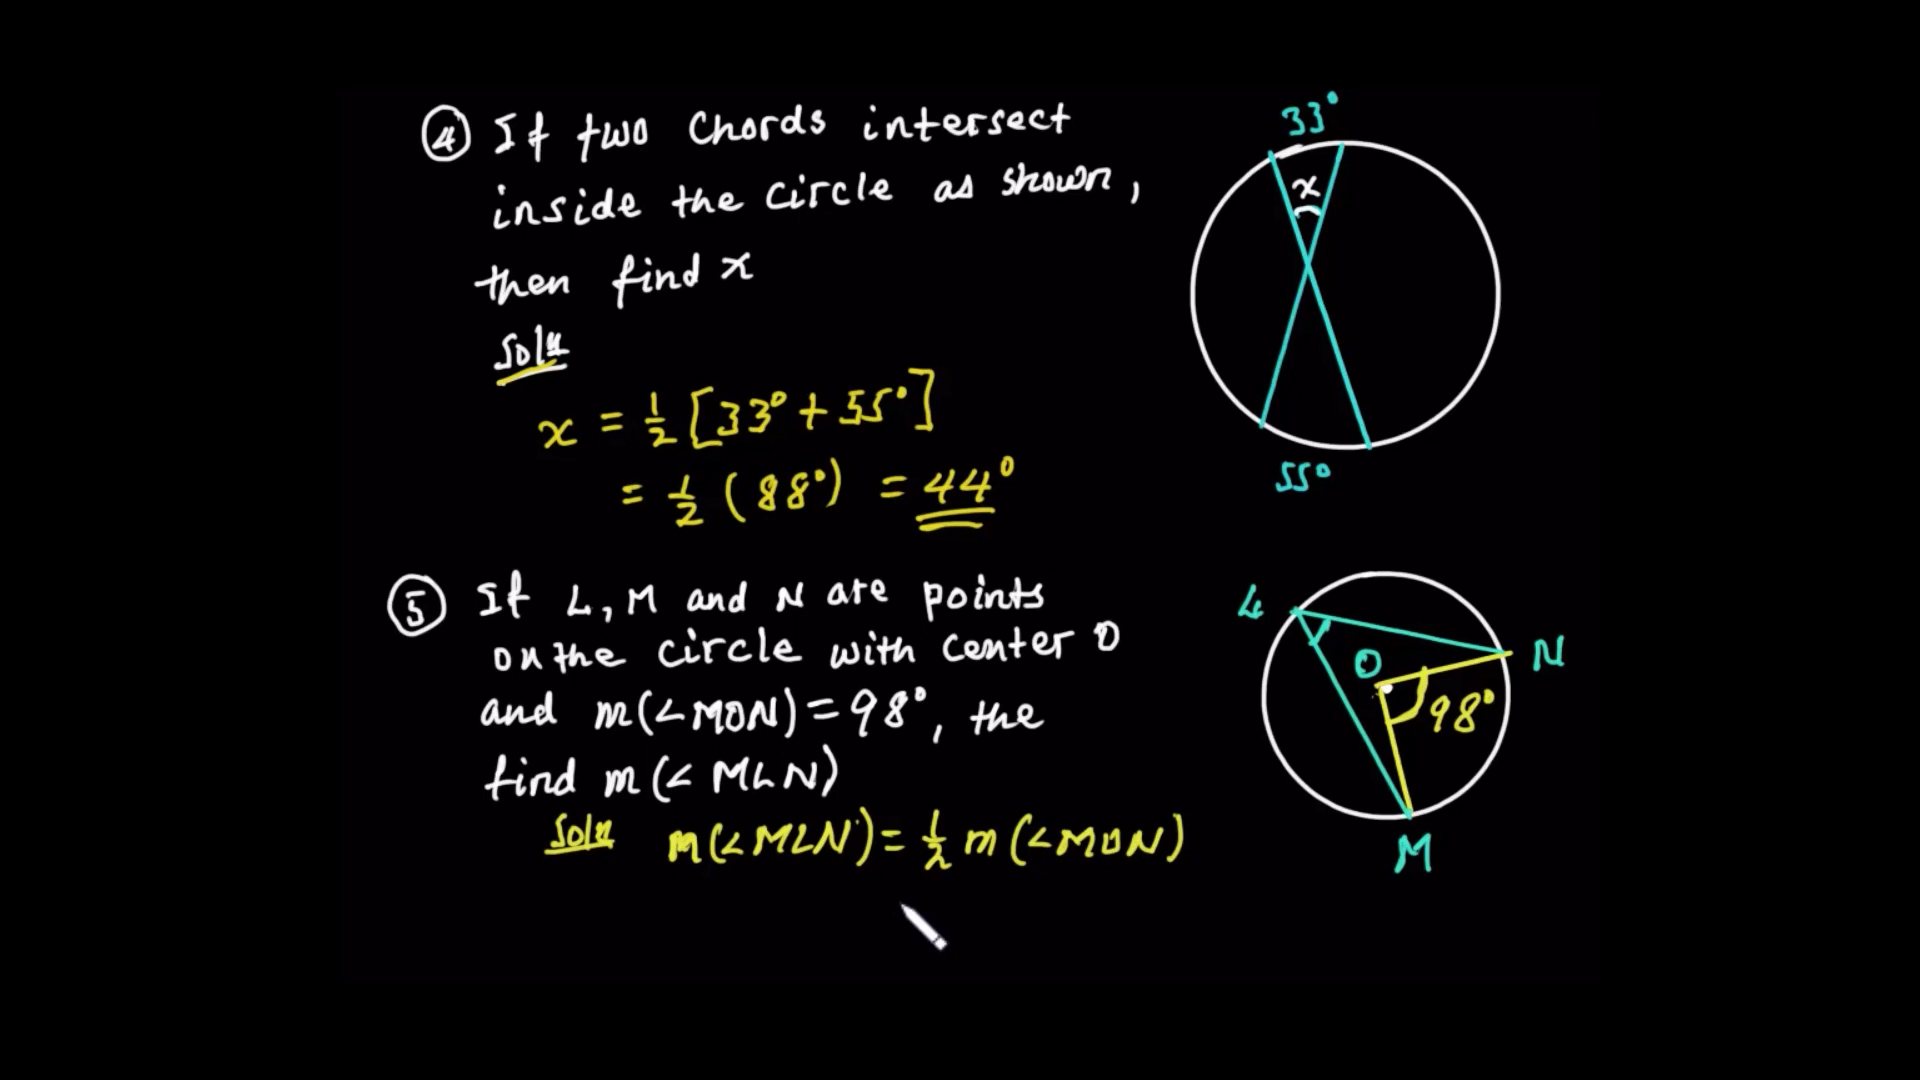 ④ If two chords intersect
inside the circle as shown,
then find x
Soln
x = 1/2 [33° + 55°]
= 1/2 (88°) = 44°
33°
x
55°
⑤ If L, M and N are points
on the circle with center O
and m(∠MON) = 98°, the
find m(∠MLN)
Soln m(∠MLN) = 1/2 m(∠MON)
L
O
N
98°
M